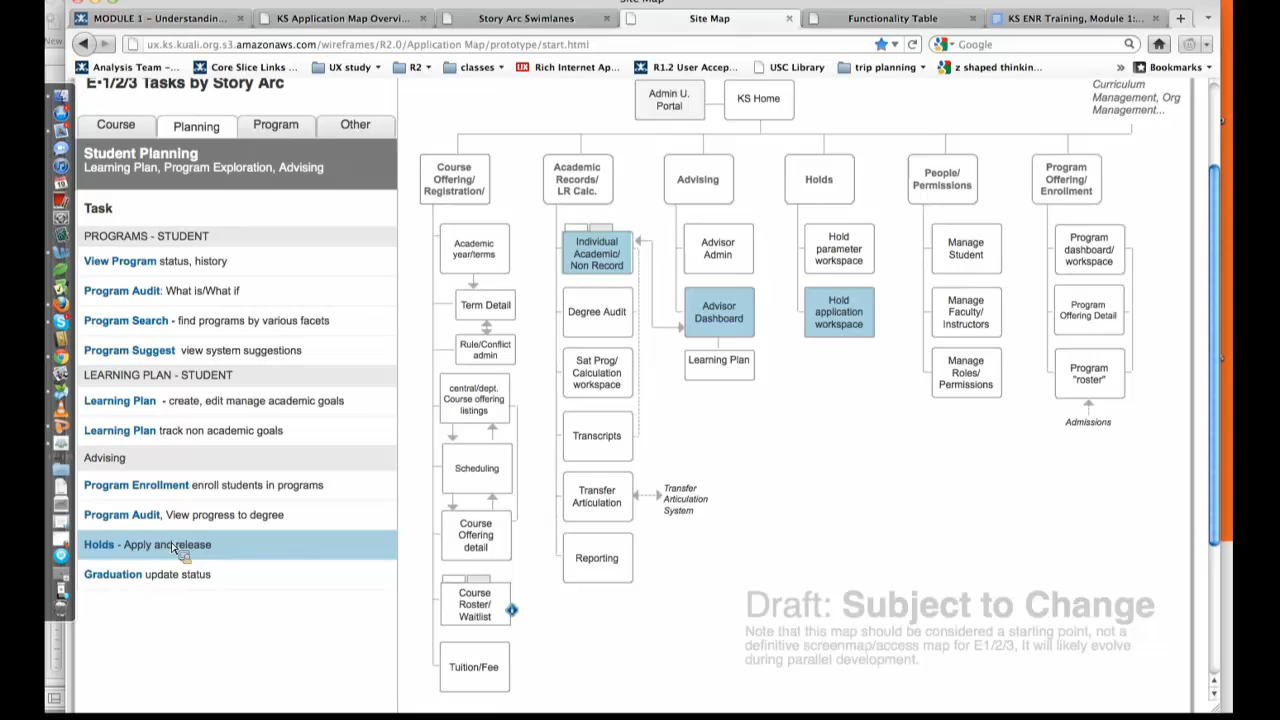 Site Map
MODULE 1 – Understandin...
KS Application Map Overvi...
Story Arc Swimlanes
Site Map
Functionality Table
KS ENR Training, Module 1:...
New
ux.ks.kuali.org.s3.amazonaws.com/wireframes/R2.0/Application Map/prototype/start.html
Google
Analysis Team -...
Core Slice Links ...
UX study
R2
classes
UX Rich Internet Ap...
R1.2 User Accep...
USC Library
trip planning
z shaped thinkin...
»
Bookmarks
E-1/2/3 Tasks by Story Arc
Course
Planning
Program
Other
Student Planning
Learning Plan, Program Exploration, Advising
Task
PROGRAMS - STUDENT
View Program status, history
Program Audit: What is/What if
Program Search - find programs by various facets
Program Suggest view system suggestions
LEARNING PLAN - STUDENT
Learning Plan - create, edit manage academic goals
Learning Plan track non academic goals
Advising
Program Enrollment enroll students in programs
Program Audit, View progress to degree
Holds - Apply and release
Graduation update status
Admin U.
Portal
KS Home
Curriculum
Management, Org
Management...
Course
Offering/
Registration/
Academic
Records/
LR Calc.
Advising
Holds
People/
Permissions
Program
Offering/
Enrollment
Academic
year/terms
Term Detail
Rule/Conflict
admin
central/dept.
Course offering
listings
Scheduling
Course
Offering
detail
Course
Roster/
Waitlist
Tuition/Fee
Individual
Academic/
Non Record
Degree Audit
Sat Prog/
Calculation
workspace
Transcripts
Transfer
Articulation
Transfer
Articulation
System
Reporting
Advisor
Admin
Advisor
Dashboard
Learning Plan
Hold
parameter
workspace
Hold
application
workspace
Manage
Student
Manage
Faculty/
Instructors
Manage
Roles/
Permissions
Program
dashboard/
workspace
Program
Offering Detail
Program
"roster"
Admissions
Draft: Subject to Change
Note that this map should be considered a starting point, not a
definitive screenmap/access map for E1/2/3, It will likely evolve
during parallel development.